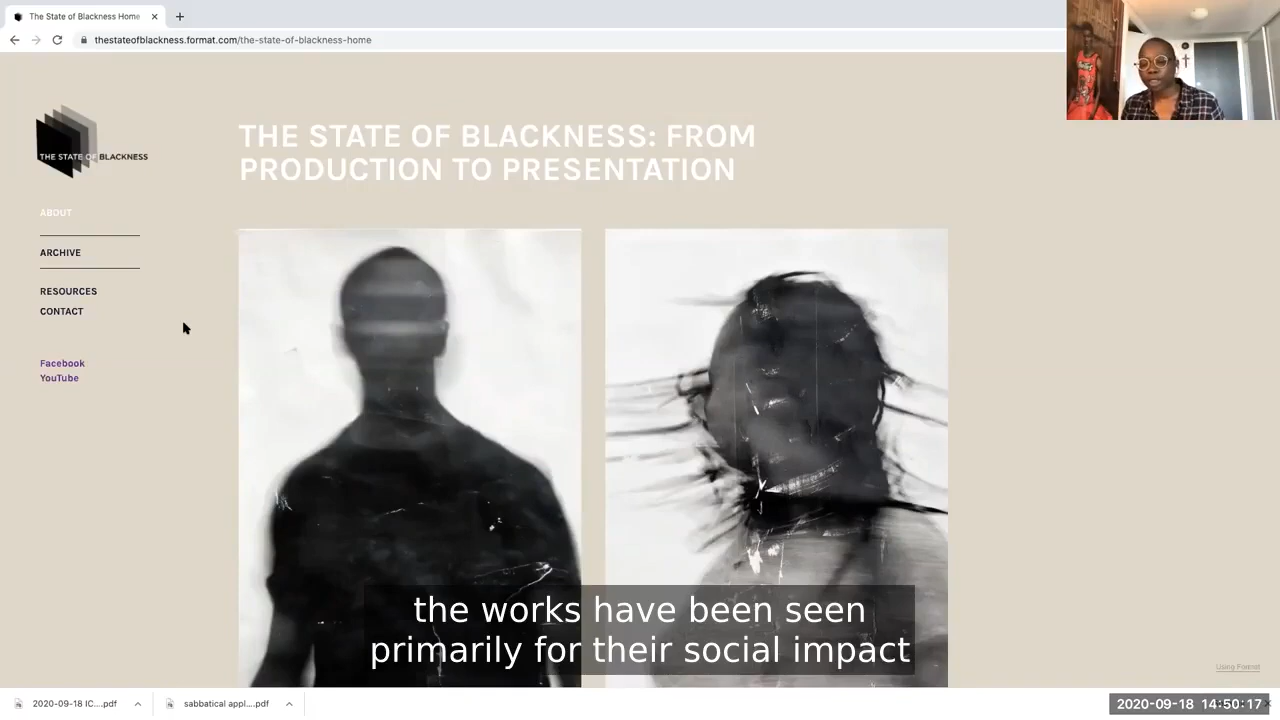 The State of Blackness Home
thestateofblackness.format.com/the-state-of-blackness-home
THE STATE OF BLACKNESS
THE STATE OF BLACKNESS: FROM
PRODUCTION TO PRESENTATION
ABOUT
ARCHIVE
RESOURCES
CONTACT
Facebook
YouTube
the works have been seen
primarily for their social impact
Using Format
2020-09-18 IC....pdf
sabbatical appl....pdf
2020-09-18 14:50:17